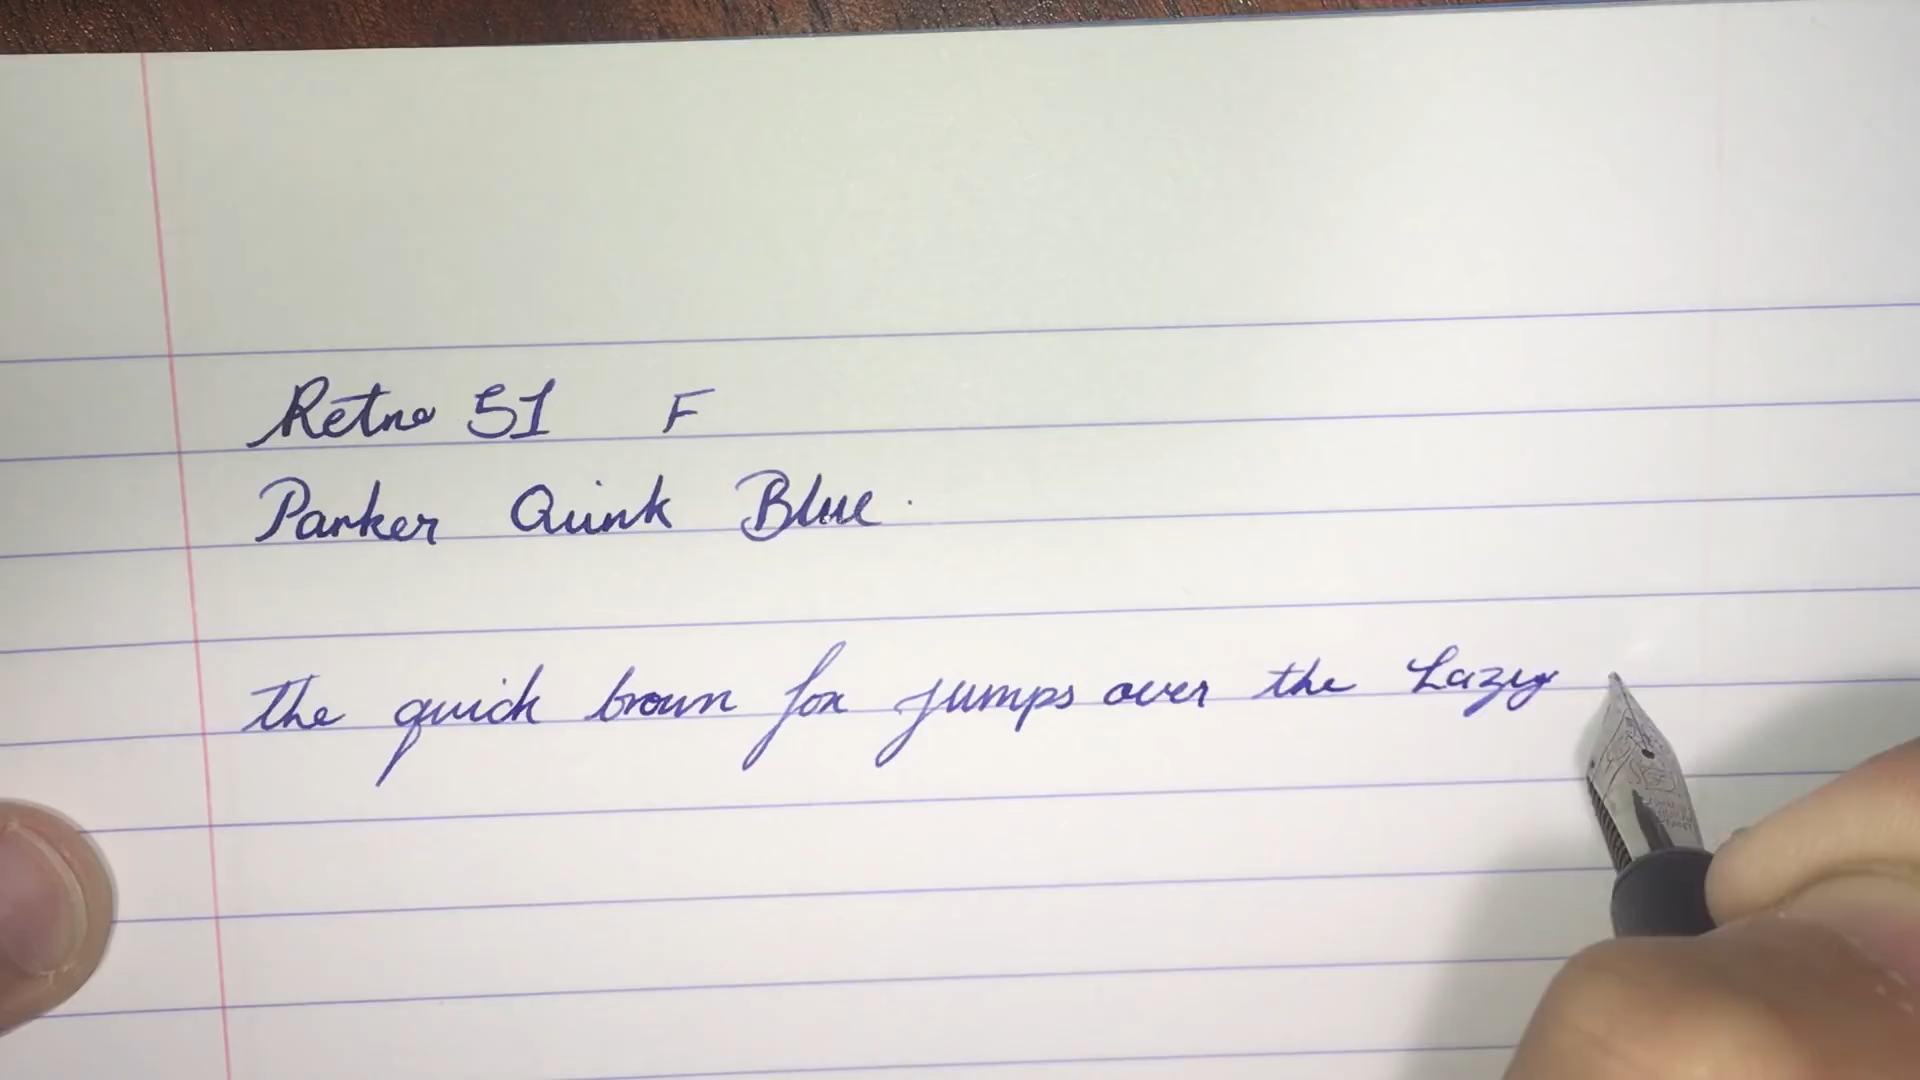 Retro 51 F
Parker Quink Blue.
the quick brown fox jumps over the Lazy